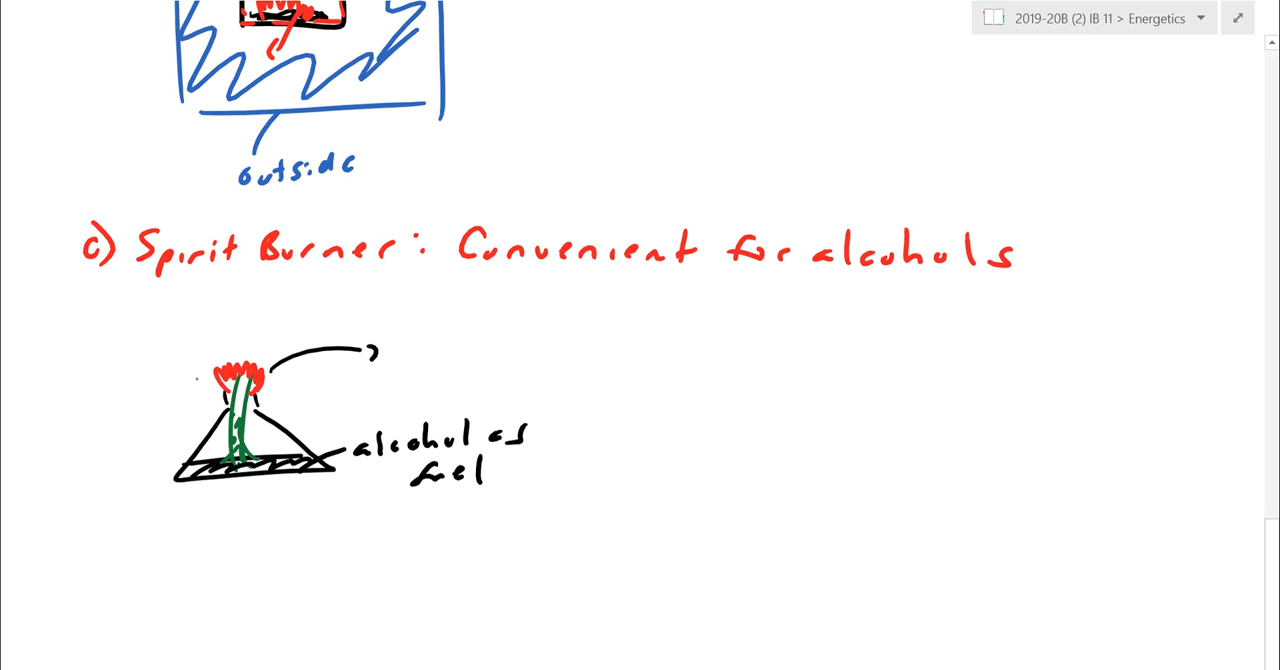 2019-20B (2) IB 11 > Energetics
outside
c) Spirit Burner: Convenient for alcohols
alcohol as
fuel